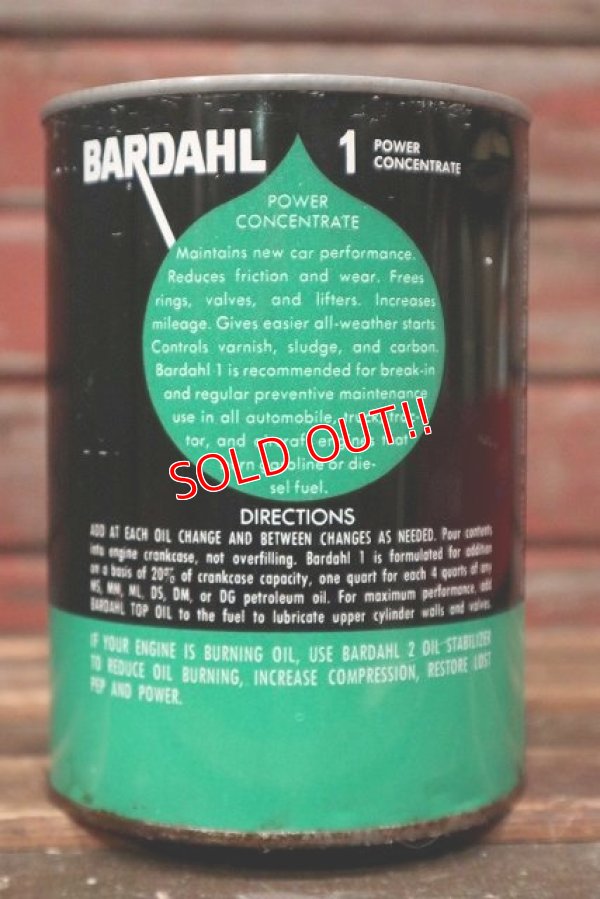 BARDAHL 1 POWER CONCENTRATE
POWER
CONCENTRATE
Maintains new car performance.
Reduces friction and wear. Frees
rings, valves, and lifters. Increases
mileage. Gives easier all-weather starts
Controls varnish, sludge, and carbon.
Bardahl 1 is recommended for break-in
and regular preventive maintenance
use in all automobile,
tor, and that
or die-
sel fuel.
SOLD OUT!!
DIRECTIONS
ADD AT EACH OIL CHANGE AND BETWEEN CHANGES AS NEEDED. Pour contents
into engine crankcase, not overfilling. Bardahl 1 is formulated for addition
on a basis of 20% of crankcase capacity, one quart for each 4 quarts of any
MS, MM, ML, DS, DM, or DG petroleum oil. For maximum performance, add
BARDAHL TOP OIL to the fuel to lubricate upper cylinder walls and valves.
IF YOUR ENGINE IS BURNING OIL, USE BARDAHL 2 OIL STABILIZER
TO REDUCE OIL BURNING, INCREASE COMPRESSION, RESTORE LOST
PEP AND POWER.